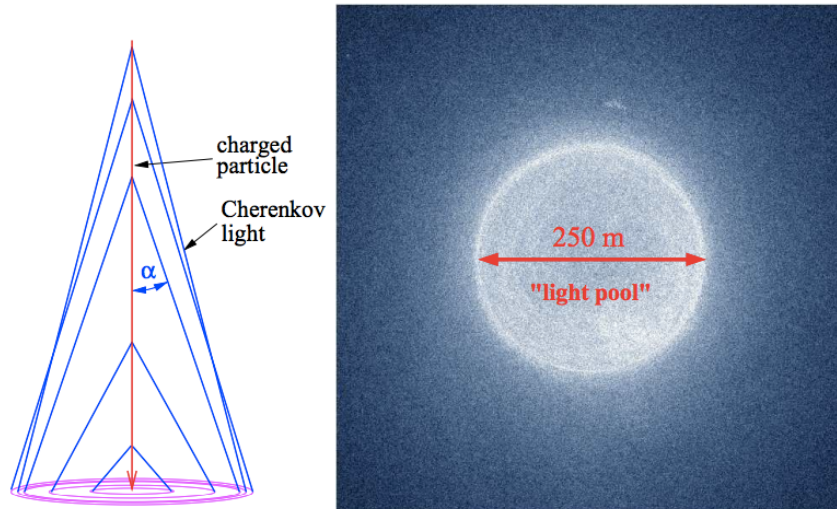 charged
particle
Cherenkov
light
α
250 m
"light pool"